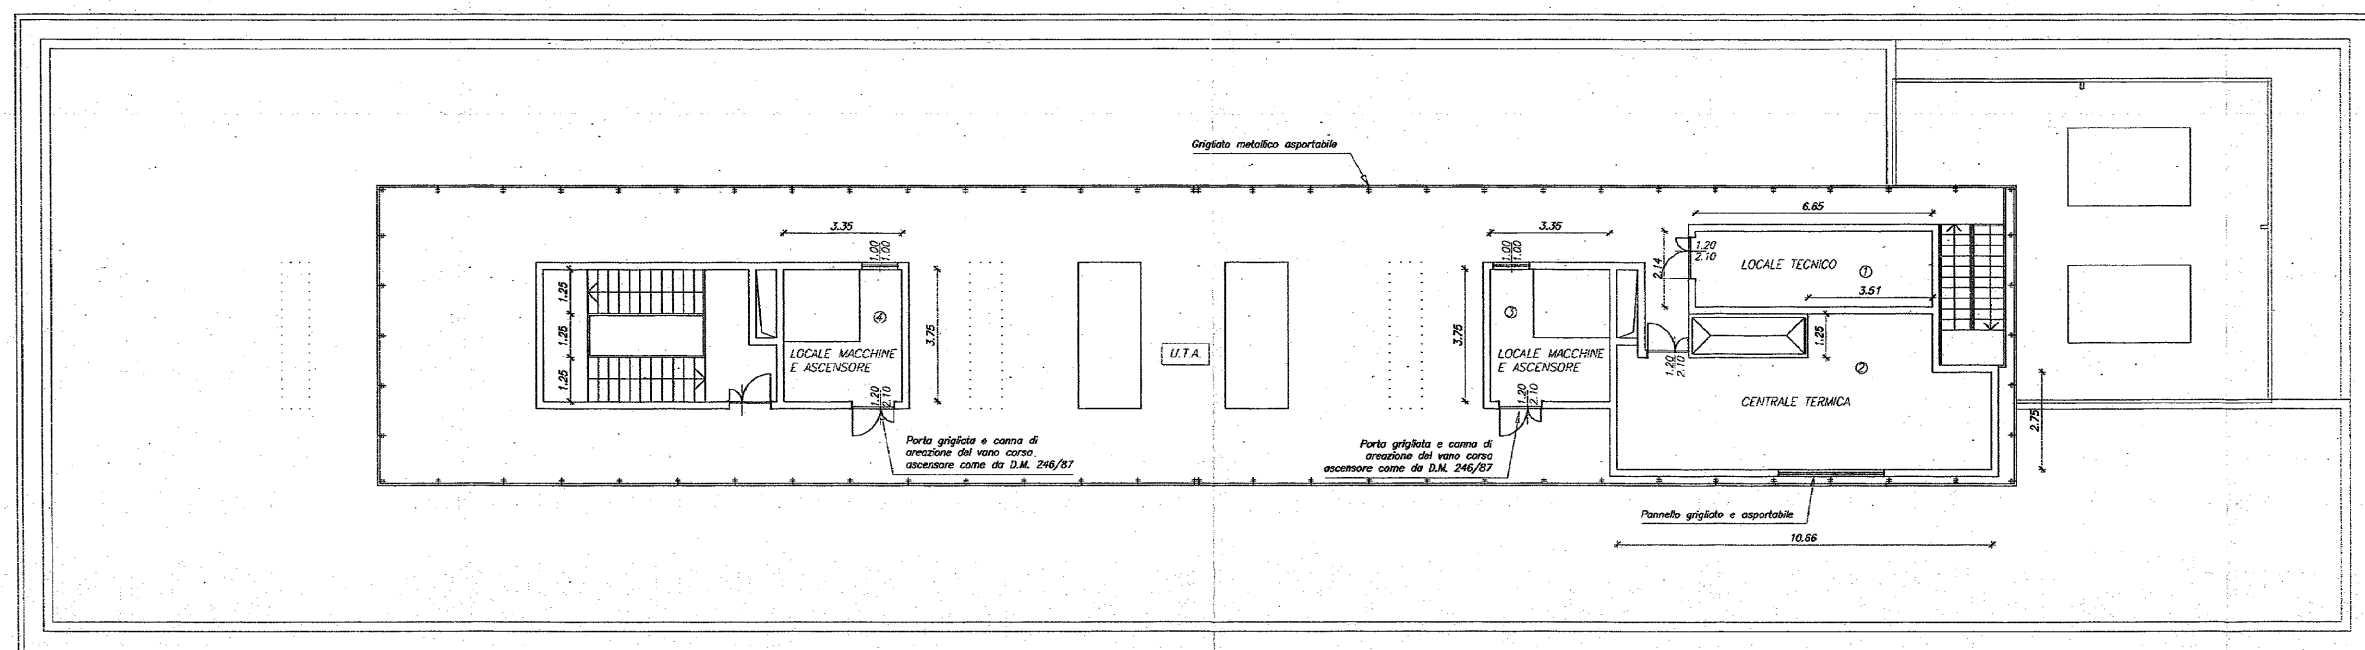 Grigliato metallico asportabile
6.65
3.35
3.35
1.00
1.00
1.00
1.00
1.20
2.10
2.14
LOCALE TECNICO
1
3.51
1.25
1.25
1.25
4
3.75
LOCALE MACCHINE
E ASCENSORE
U.T.A.
3
3.75
LOCALE MACCHINE
E ASCENSORE
1.25
1.20
2.10
2
CENTRALE TERMICA
1.20
2.10
1.20
2.10
2.75
Porta grigliata e canna di
areazione del vano corsa
ascensore come da D.M. 246/87
Porta grigliata e canna di
areazione del vano corsa
ascensore come da D.M. 246/87
Pannello grigliato e asportabile
10.66